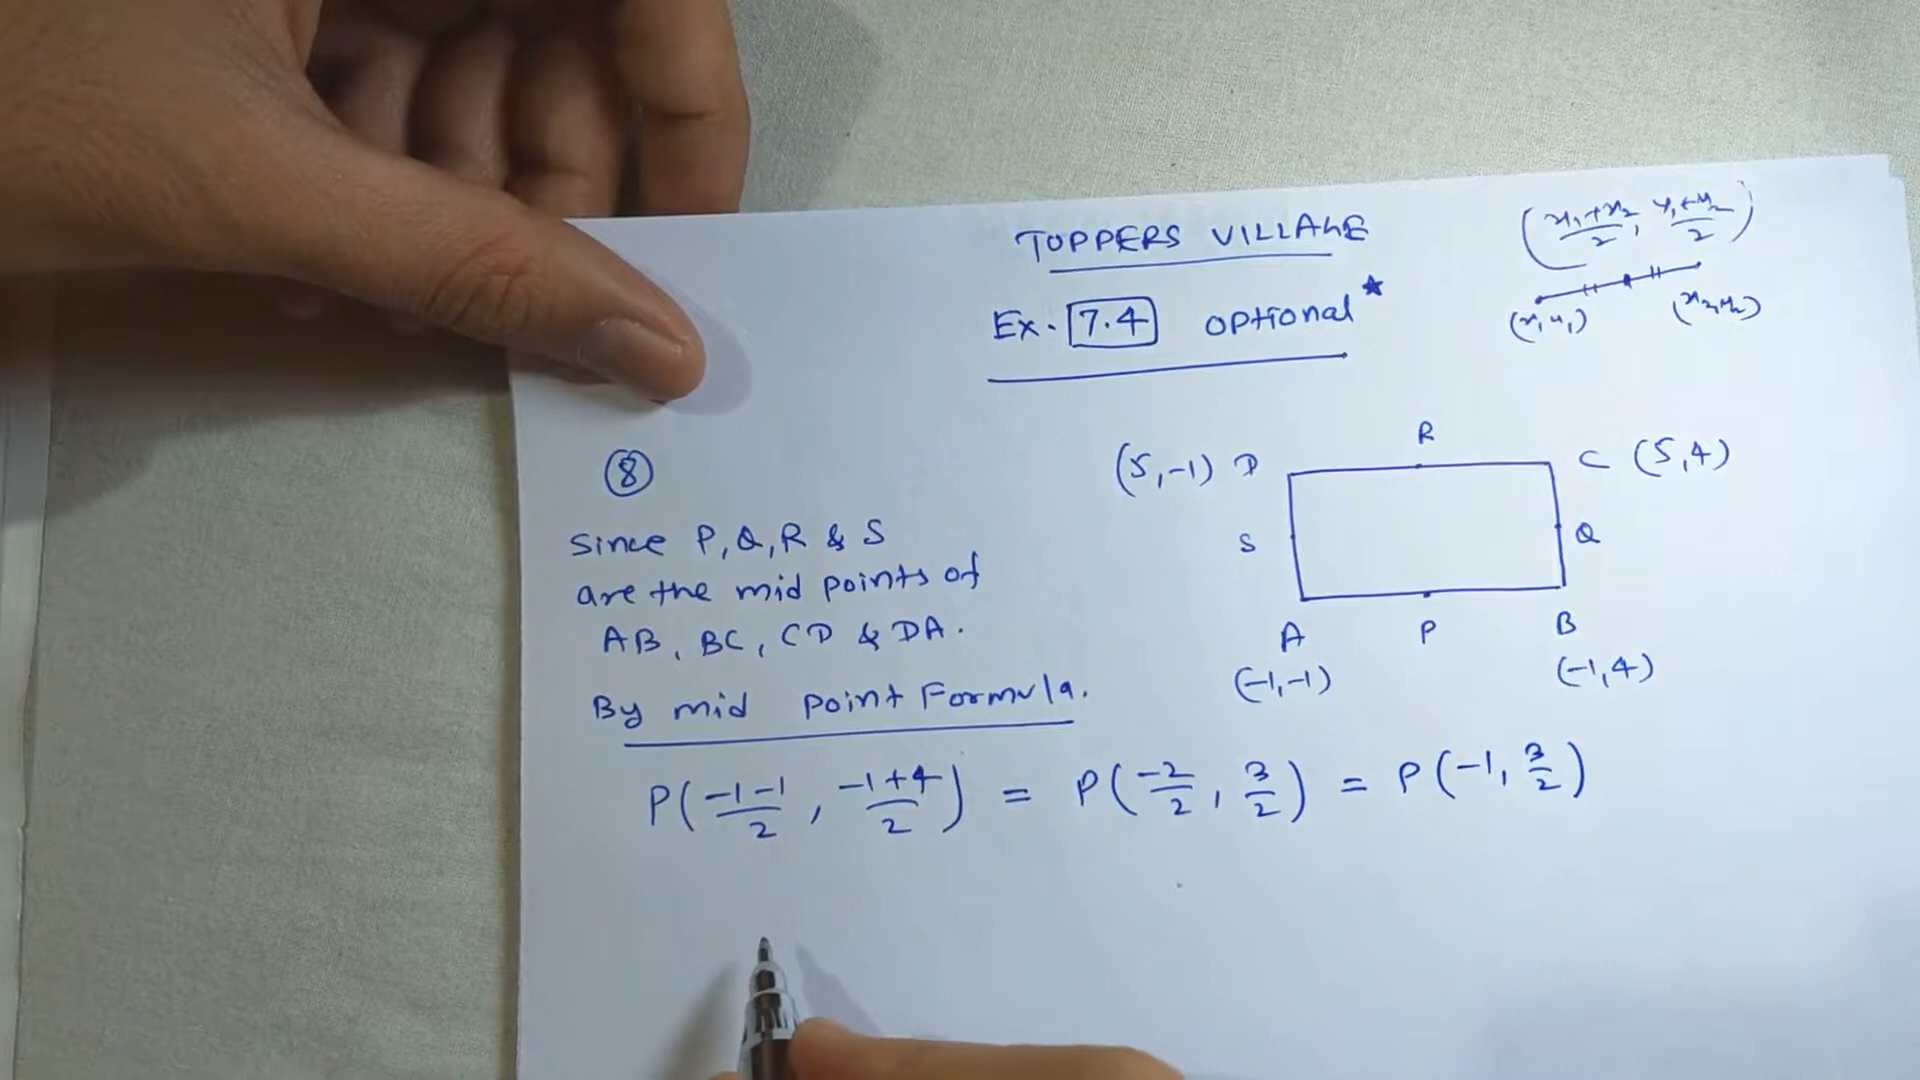 TOPPERS VILLAGE
(x₁+x₂/2, y₁+y₂/2)
Ex. 7.4 optional*
(x₁,y₁) (x₂,y₂)
8
R
(5,-1) D C (5,4)
Since P, Q, R & S
S Q
are the mid points of
AB, BC, CD & DA.
A P B
(-1,-1) (-1,4)
By mid point Formula.
P(-1-1/2, -1+4/2) = P(-2/2, 3/2) = P(-1, 3/2)